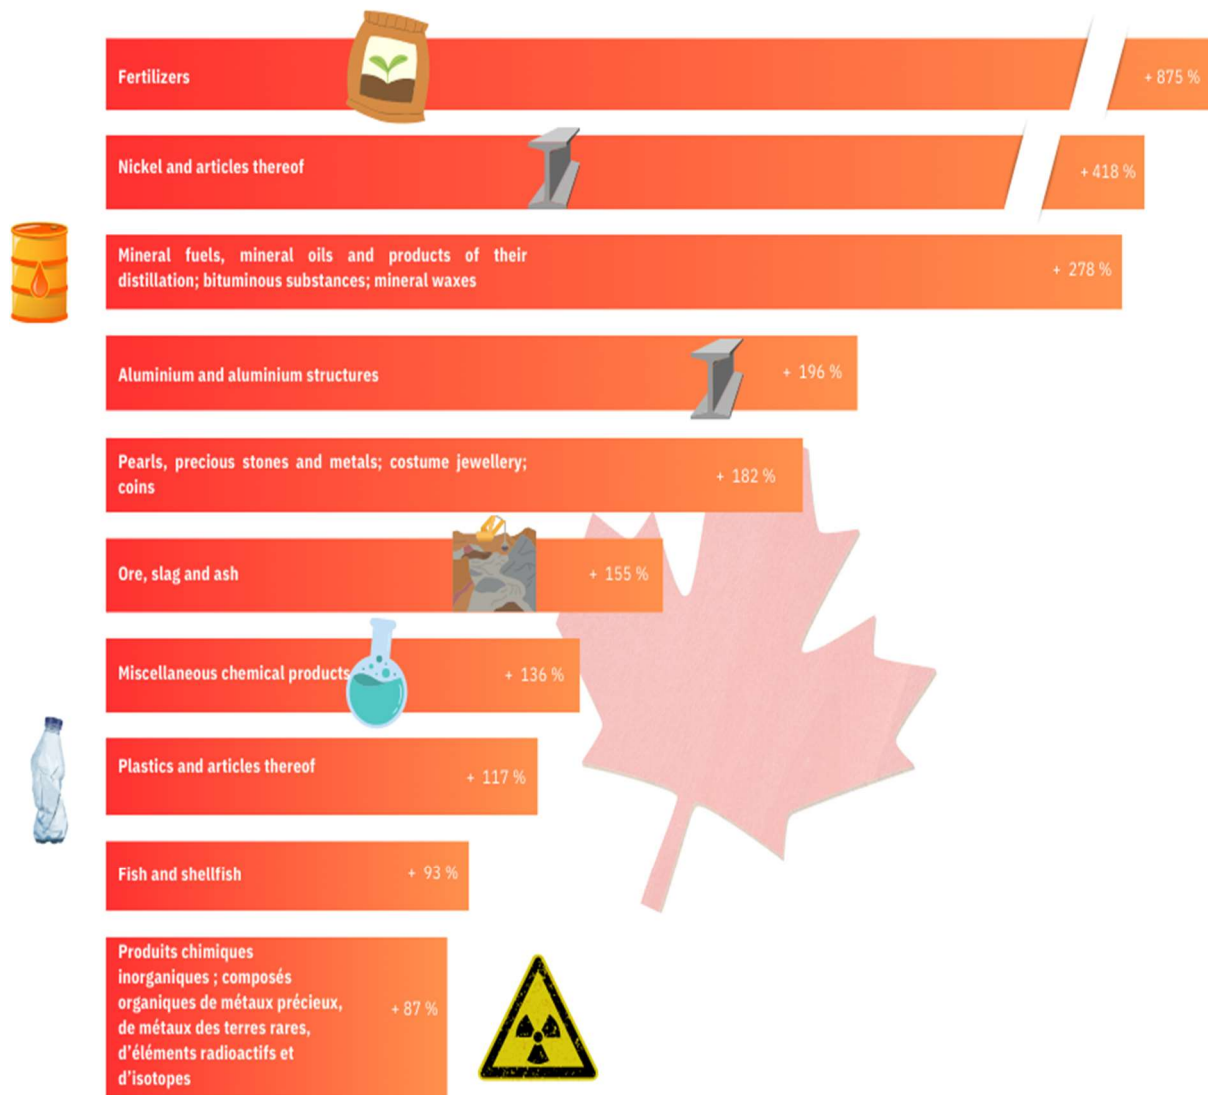 Fertilizers
+ 875 %
Nickel and articles thereof
+ 418 %
Mineral fuels, mineral oils and products of their
distillation; bituminous substances; mineral waxes
+ 278 %
Aluminium and aluminium structures
+ 196 %
Pearls, precious stones and metals; costume jewellery;
coins
+ 182 %
Ore, slag and ash
+ 155 %
Miscellaneous chemical products
+ 136 %
Plastics and articles thereof
+ 117 %
Fish and shellfish
+ 93 %
Produits chimiques
inorganiques ; composés
organiques de métaux précieux,
de métaux des terres rares,
d'éléments radioactifs et
d'isotopes
+ 87 %